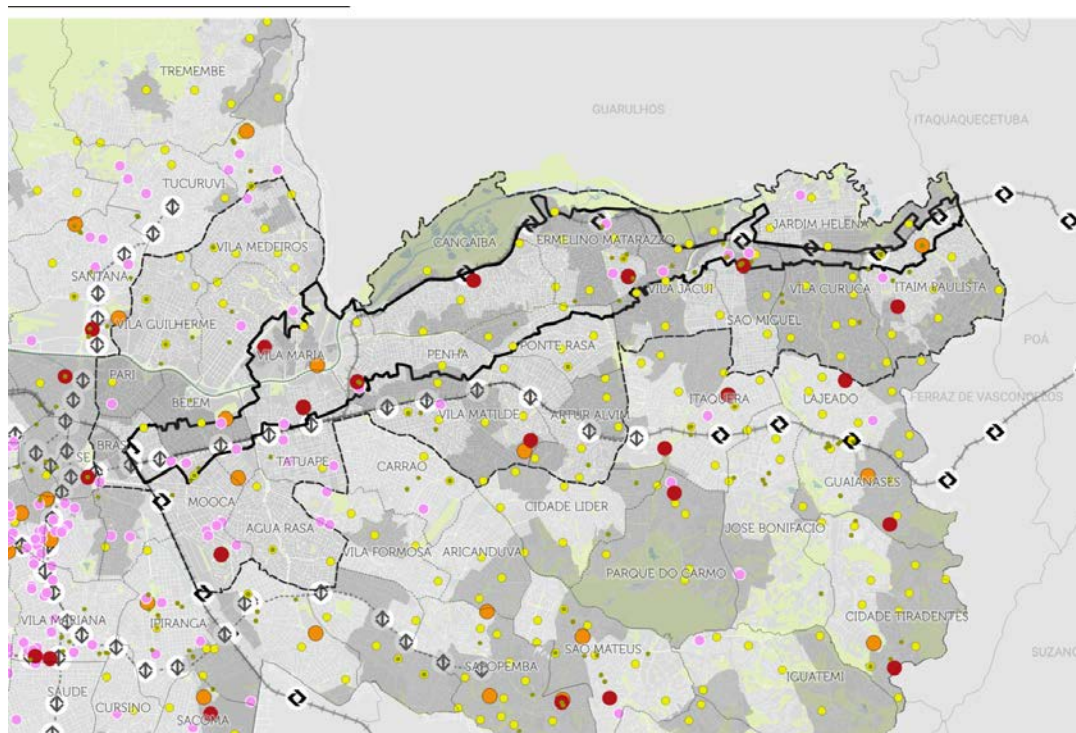 TREMEMBE
GUARULHOS
ITAQUAQUECETUBA
TUCURUVI
JARDIM HELENA
VILA MEDEIROS
CANGAIBA
ERMELINO MATARAZZO
SANTANA
VILA JACUI
VILA CURUCA
ITAIM PAULISTA
VILA GUILHERME
SAO MIGUEL
POÁ
PENHA
PONTE RASA
VILA MARIA
PARI
BELEM
ITAQUERA
LAJEADO
FERRAZ DE VASCONCELOS
VILA MATILDE
ARTUR ALVIM
BRAS
SE
TATUAPE
CARRAO
GUAIANASES
MOOCA
CIDADE LIDER
AGUA RASA
JOSE BONIFACIO
VILA FORMOSA
ARICANDUVA
PARQUE DO CARMO
CIDADE TIRADENTES
VILA MARIANA
IPIRANGA
SAO MATEUS
SUZANO
SAPOPEMBA
IGUATEMI
SAUDE
CURSINO
SACOMA